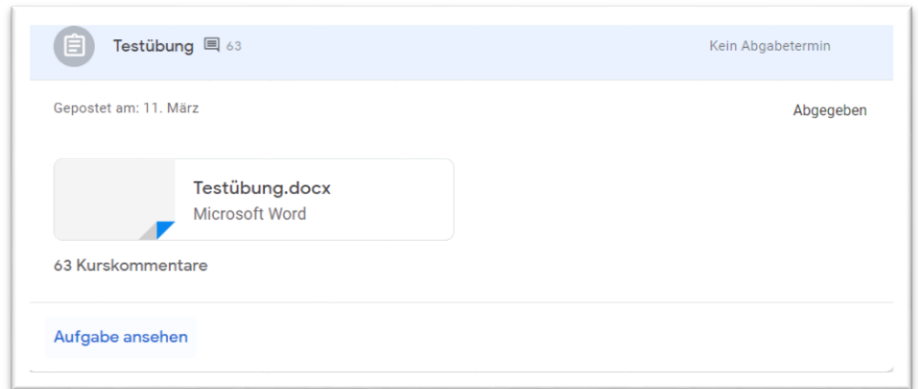 Testübung 63 Kein Abgabetermin
Gepostet am: 11. März Abgegeben
Testübung.docx
Microsoft Word
63 Kurskommentare
Aufgabe ansehen